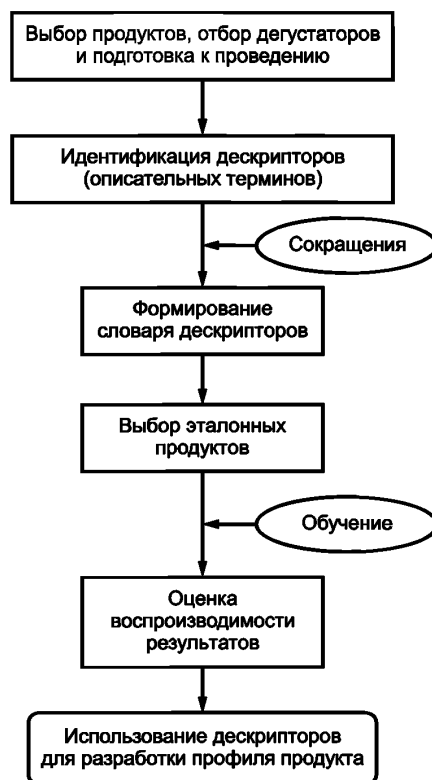 Выбор продуктов, отбор дегустаторов
и подготовка к проведению
Идентификация дескрипторов
(описательных терминов)
Сокращения
Формирование
словаря дескрипторов
Выбор эталонных
продуктов
Обучение
Оценка
воспроизводимости
результатов
Использование дескрипторов
для разработки профиля продукта